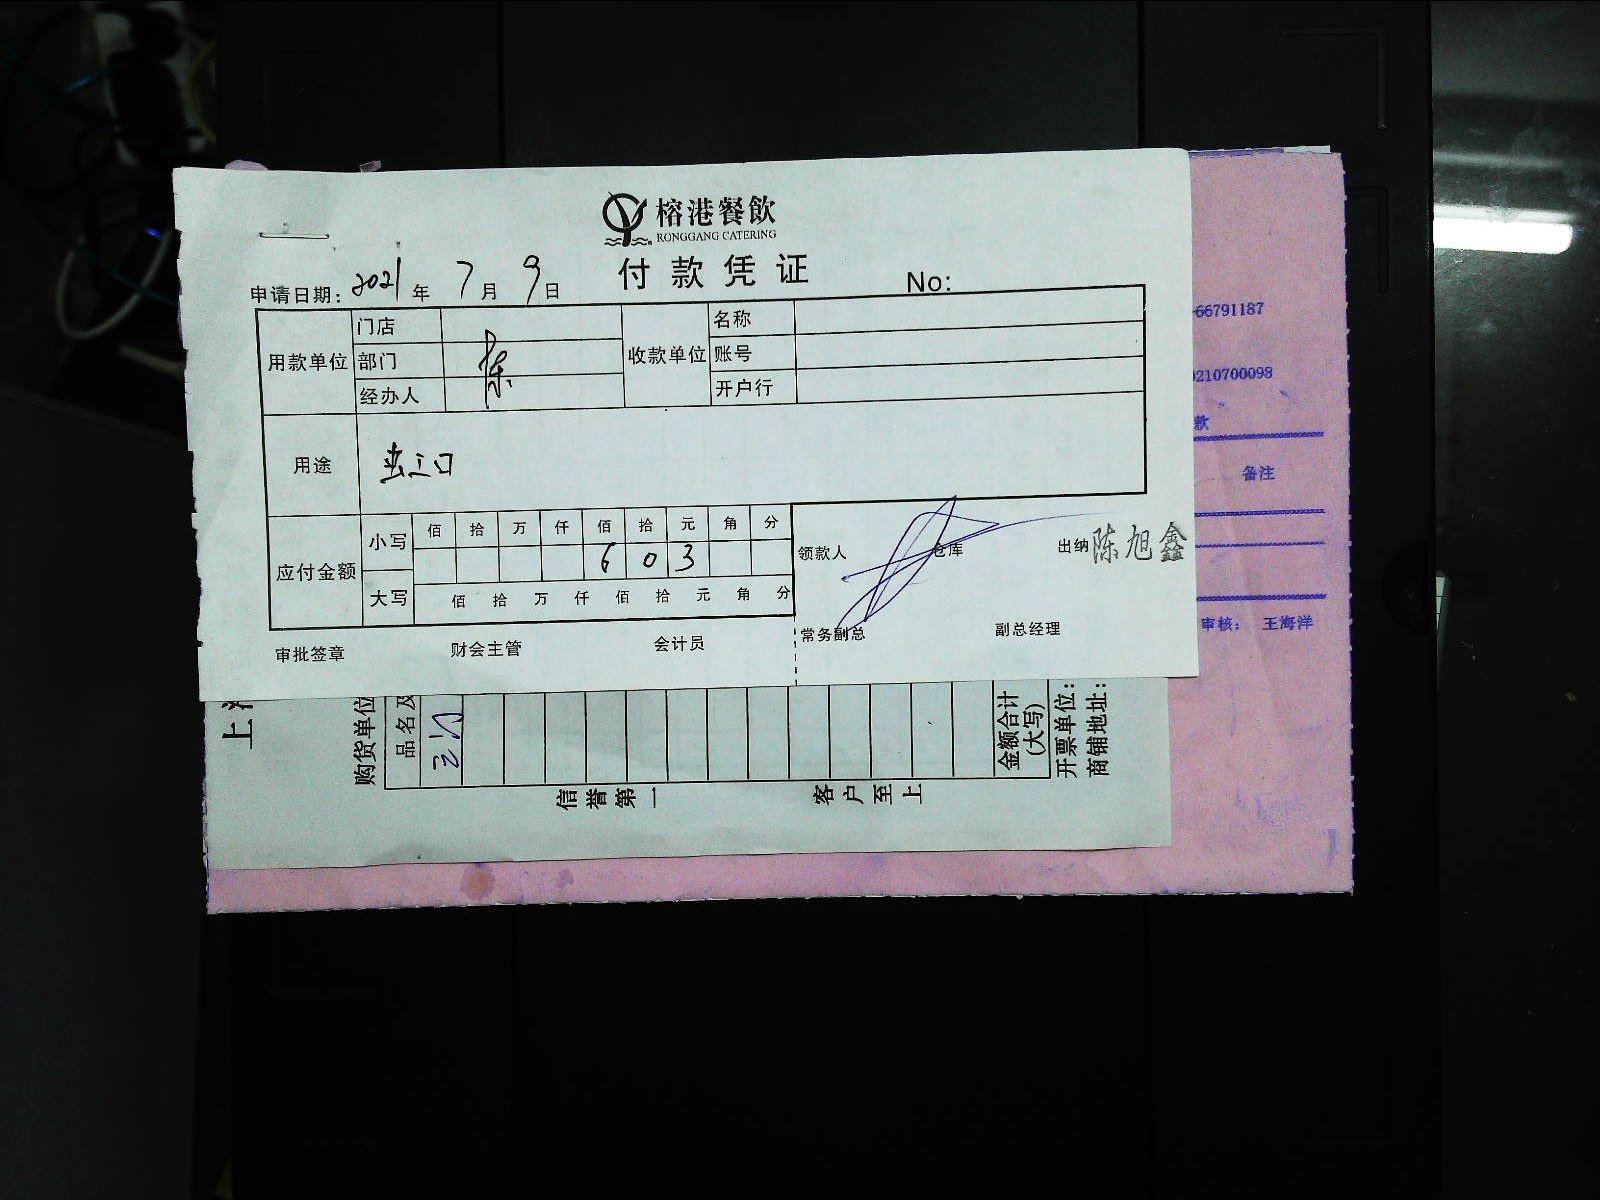 榕港餐飲
RONGGANG CATERING
付款凭证
No:
申请日期: 2021 年 7 月 9 日
用款单位 门店 收款单位 名称
部门 陈 账号
经办人 开户行
用途
应付金额 小写 佰 拾 万 仟 佰 拾 元 角 分
6 0 3
大写 佰 拾 万 仟 佰 拾 元 角 分
领款人 仓库 出纳 陈旭鑫
审批签章 财会主管 会计员 常务副总 副总经理
66791187
210700098
款
备注
审核: 王海洋
上
购货单位
品名及
信誉第一
客户至上
金额合计
(大写)
开票单位:
商铺地址: